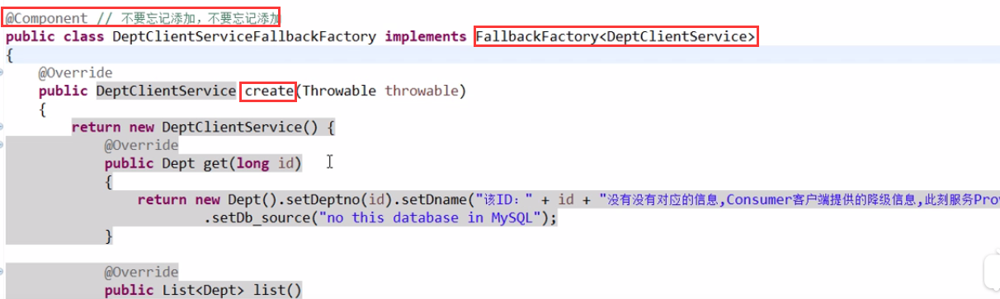 @Component // 不要忘记添加，不要忘记添加
public class DeptClientServiceFallbackFactory implements FallbackFactory<DeptClientService>
{
@Override
public DeptClientService create(Throwable throwable)
{
return new DeptClientService() {
@Override
public Dept get(long id)
{
return new Dept().setDeptno(id).setDname("该ID：" + id + "没有没有对应的信息,Consumer客户端提供的降级信息,此刻服务Prov
.setDb_source("no this database in MySQL");
}
@Override
public List<Dept> list()